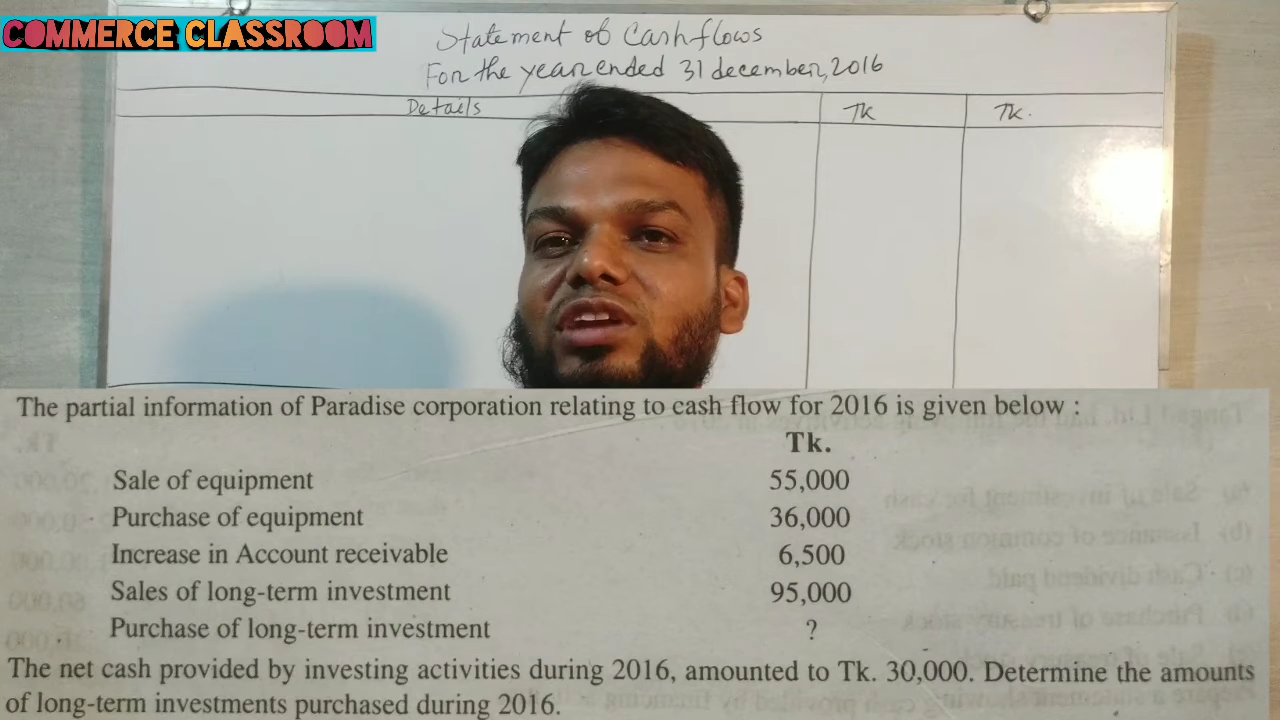 COMMERCE CLASSROOM
Statement of Cash flows
For the year ended 31 december, 2016
Details Tk Tk.
The partial information of Paradise corporation relating to cash flow for 2016 is given below :
Tk.
Sale of equipment 55,000
Purchase of equipment 36,000
Increase in Account receivable 6,500
Sales of long-term investment 95,000
Purchase of long-term investment ?
The net cash provided by investing activities during 2016, amounted to Tk. 30,000. Determine the amounts
of long-term investments purchased during 2016.